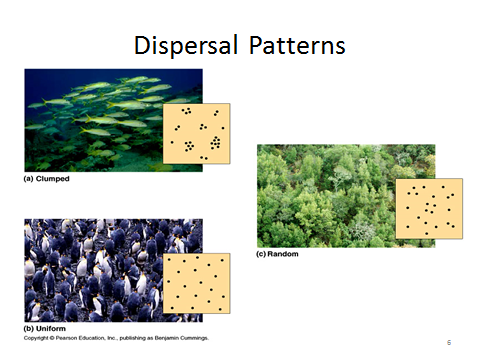 Dispersal Patterns
(a) Clumped
(b) Uniform
Copyright © Pearson Education, Inc., publishing as Benjamin Cummings.
(c) Random
6